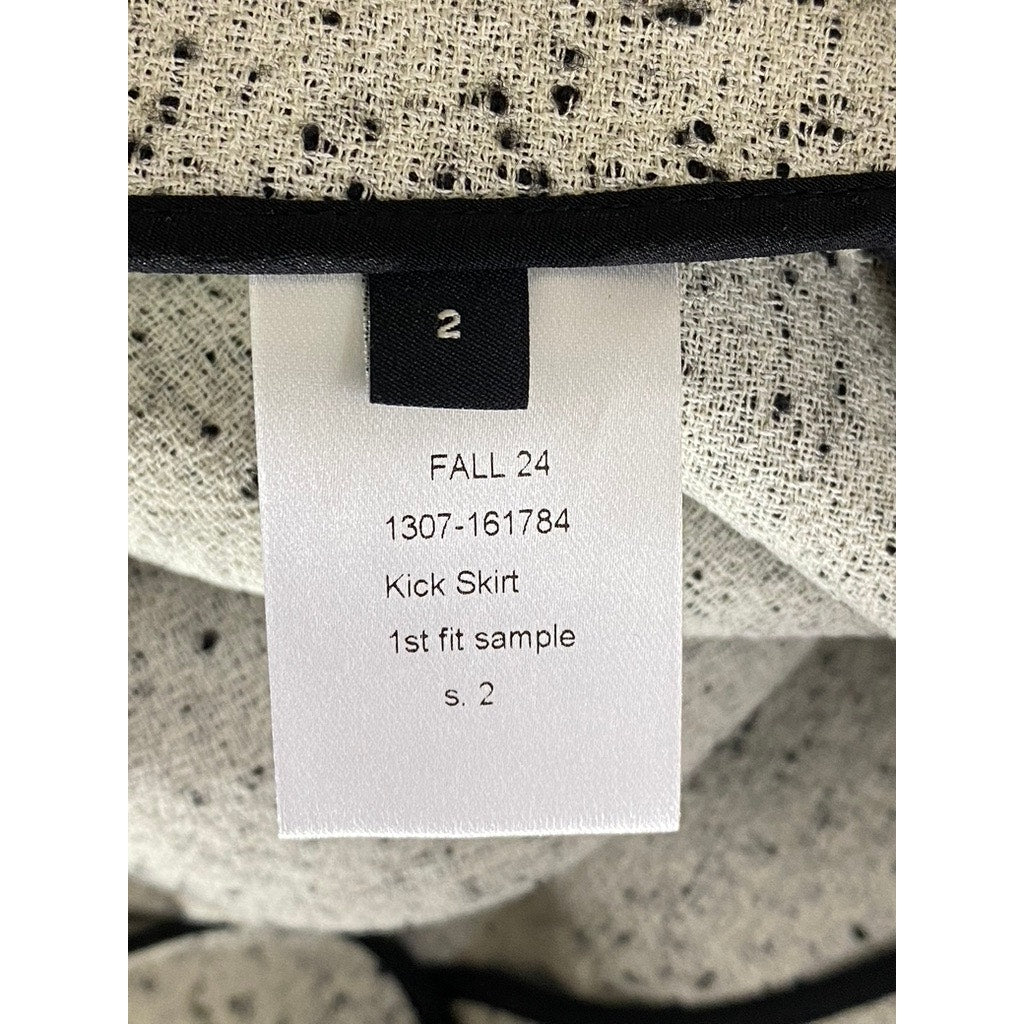 2
FALL 24
1307-161784
Kick Skirt
1st fit sample
s. 2